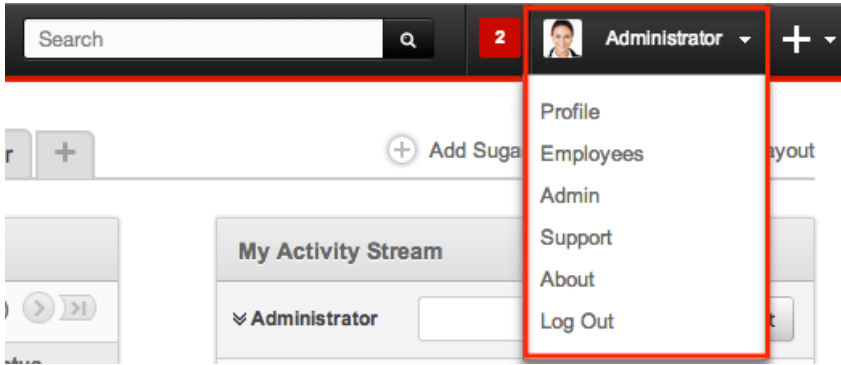 Search
2
Administrator
Profile
r
Add Suga
Employees
ayout
Admin
Support
My Activity Stream
About
Administrator
Log Out
t